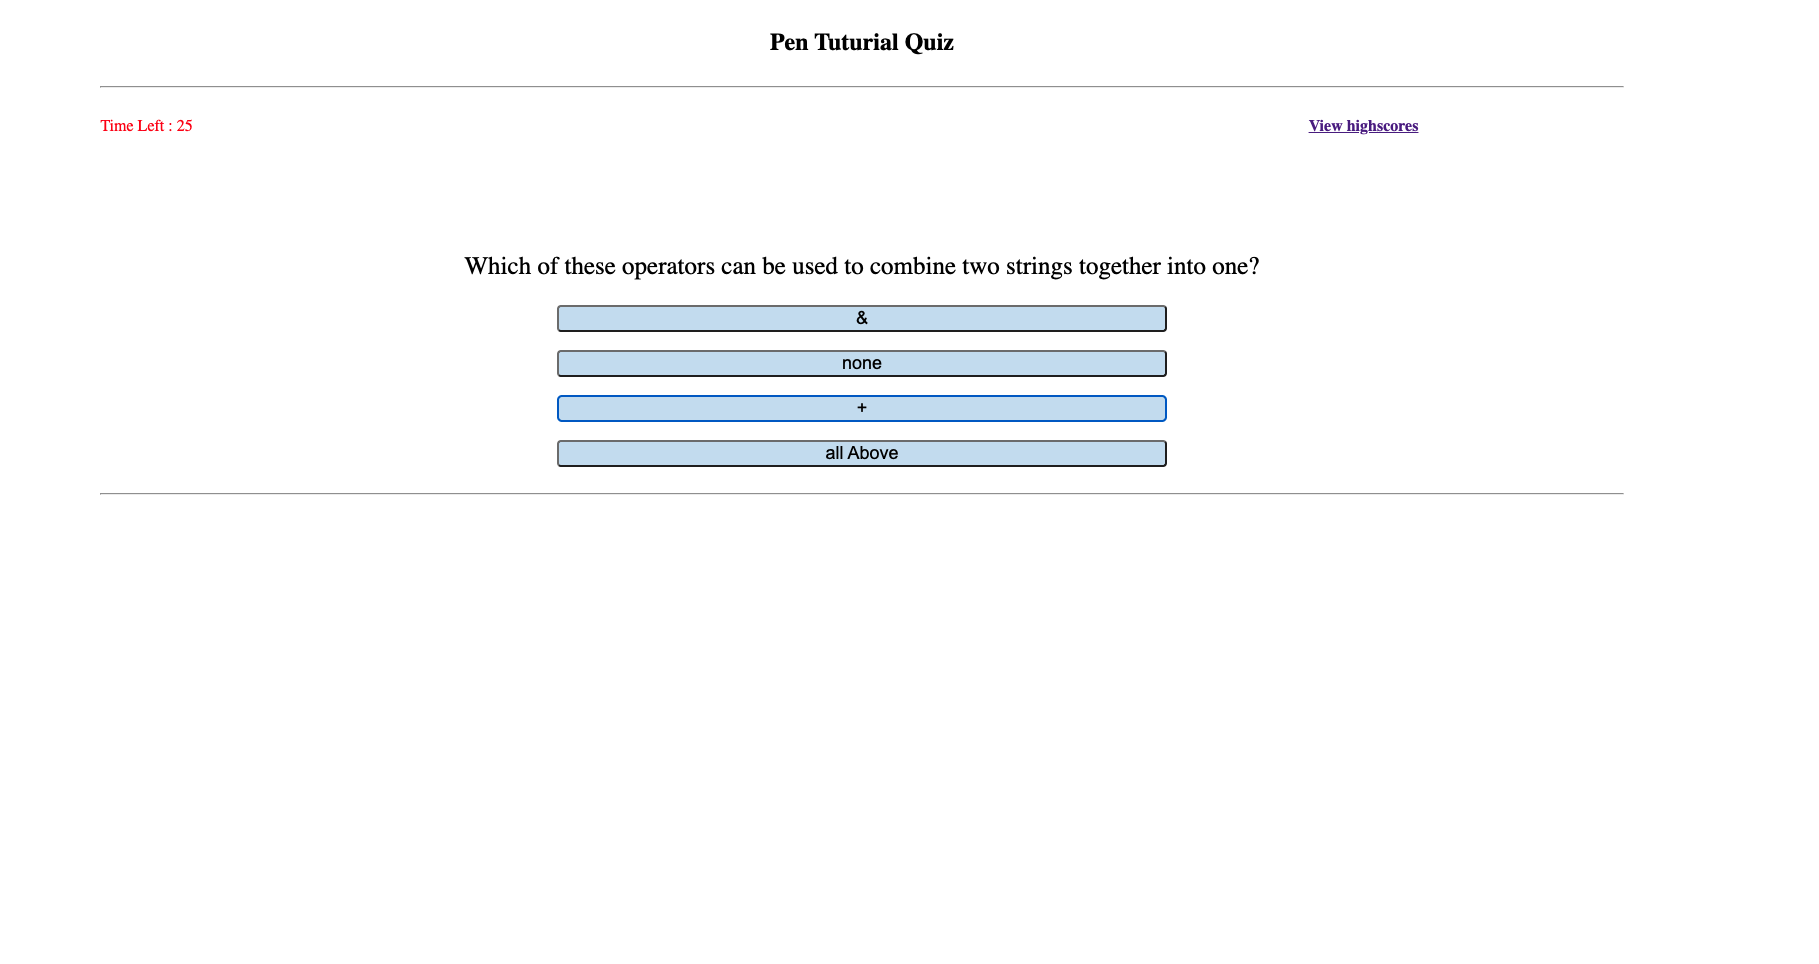 Pen Tuturial Quiz
Time Left : 25
View highscores
Which of these operators can be used to combine two strings together into one?
&
none
+
all Above